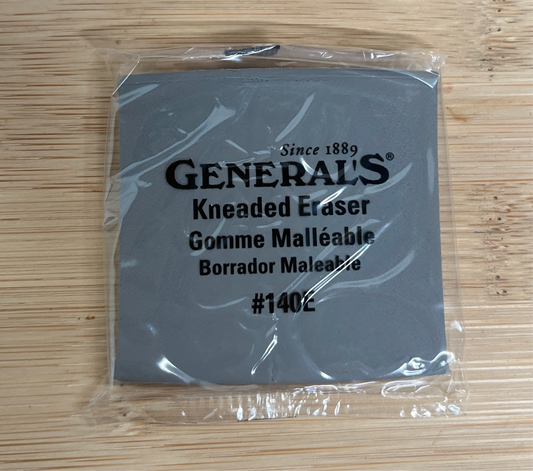 Since 1889
GENERAL'S®
Kneaded Eraser
Gomme Malléable
Borrador Maleable
#140E